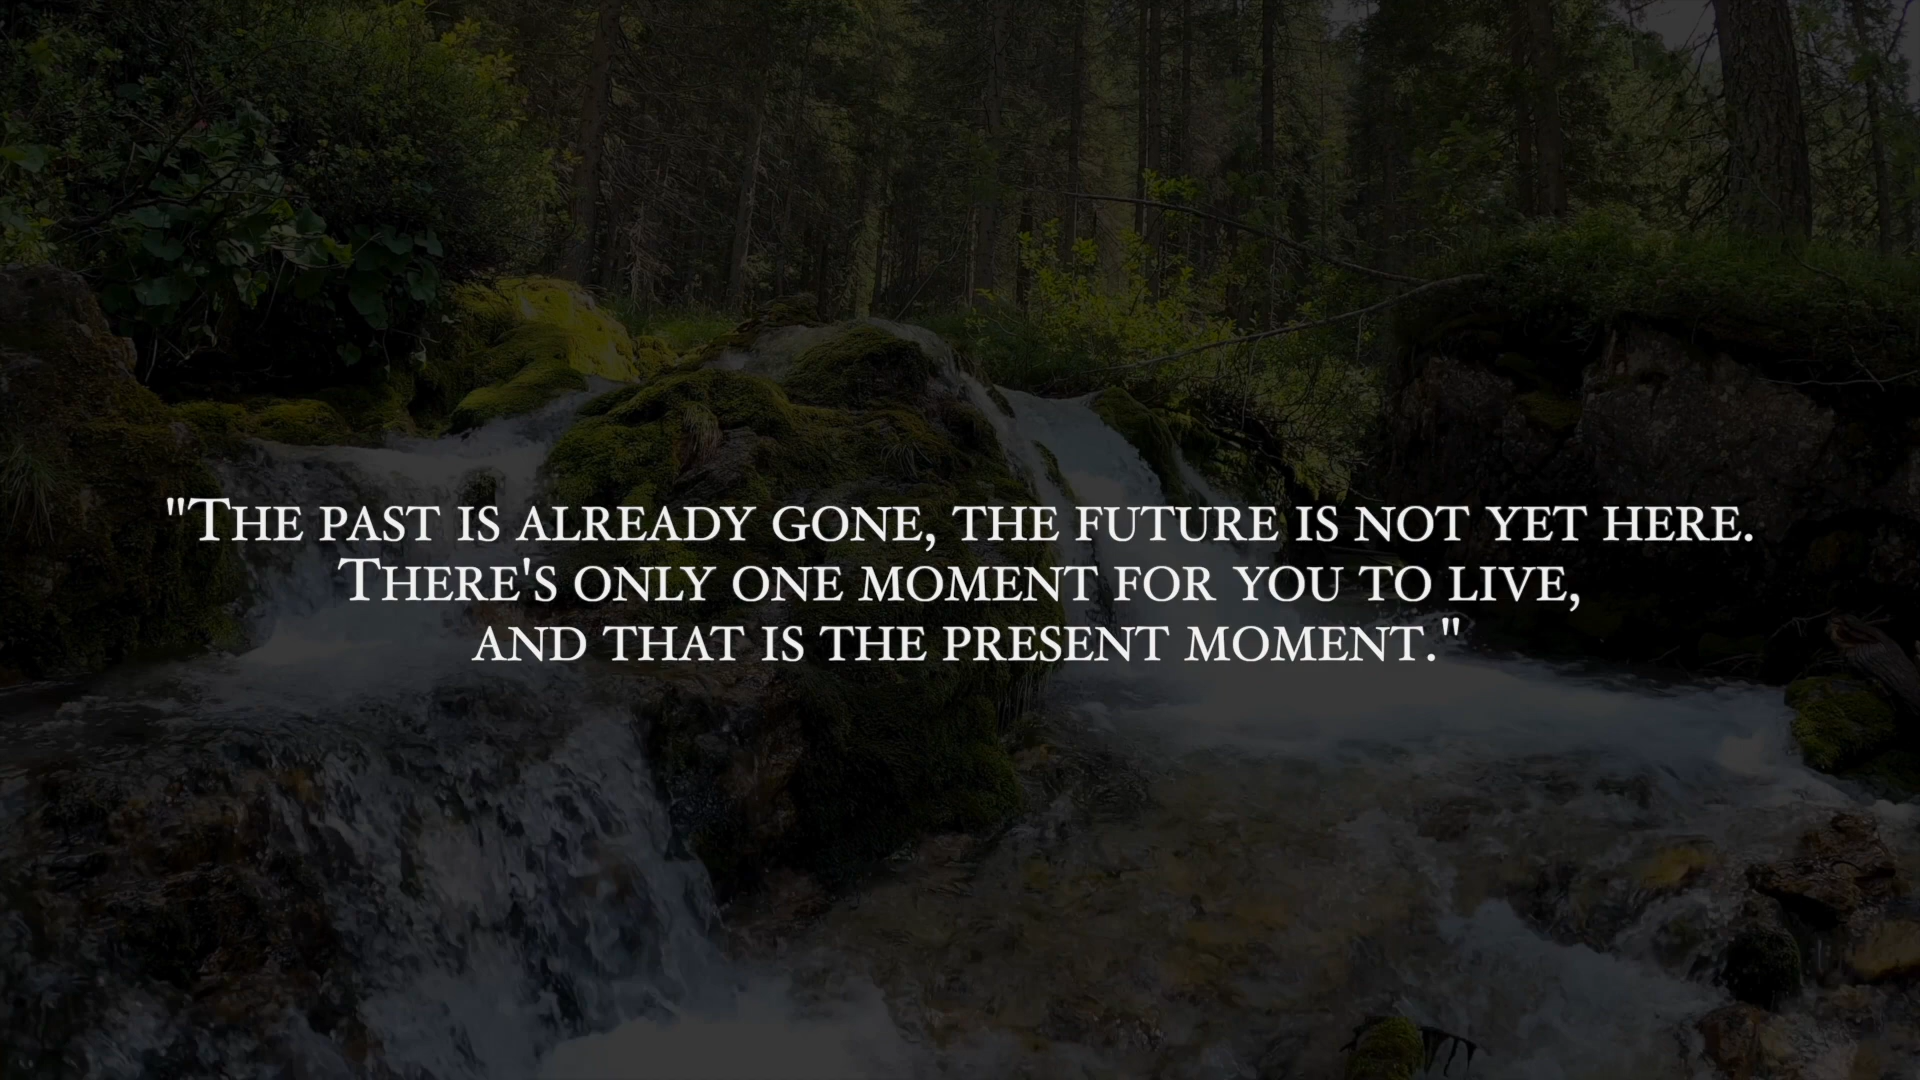 "The past is already gone, the future is not yet here.
There's only one moment for you to live,
and that is the present moment."